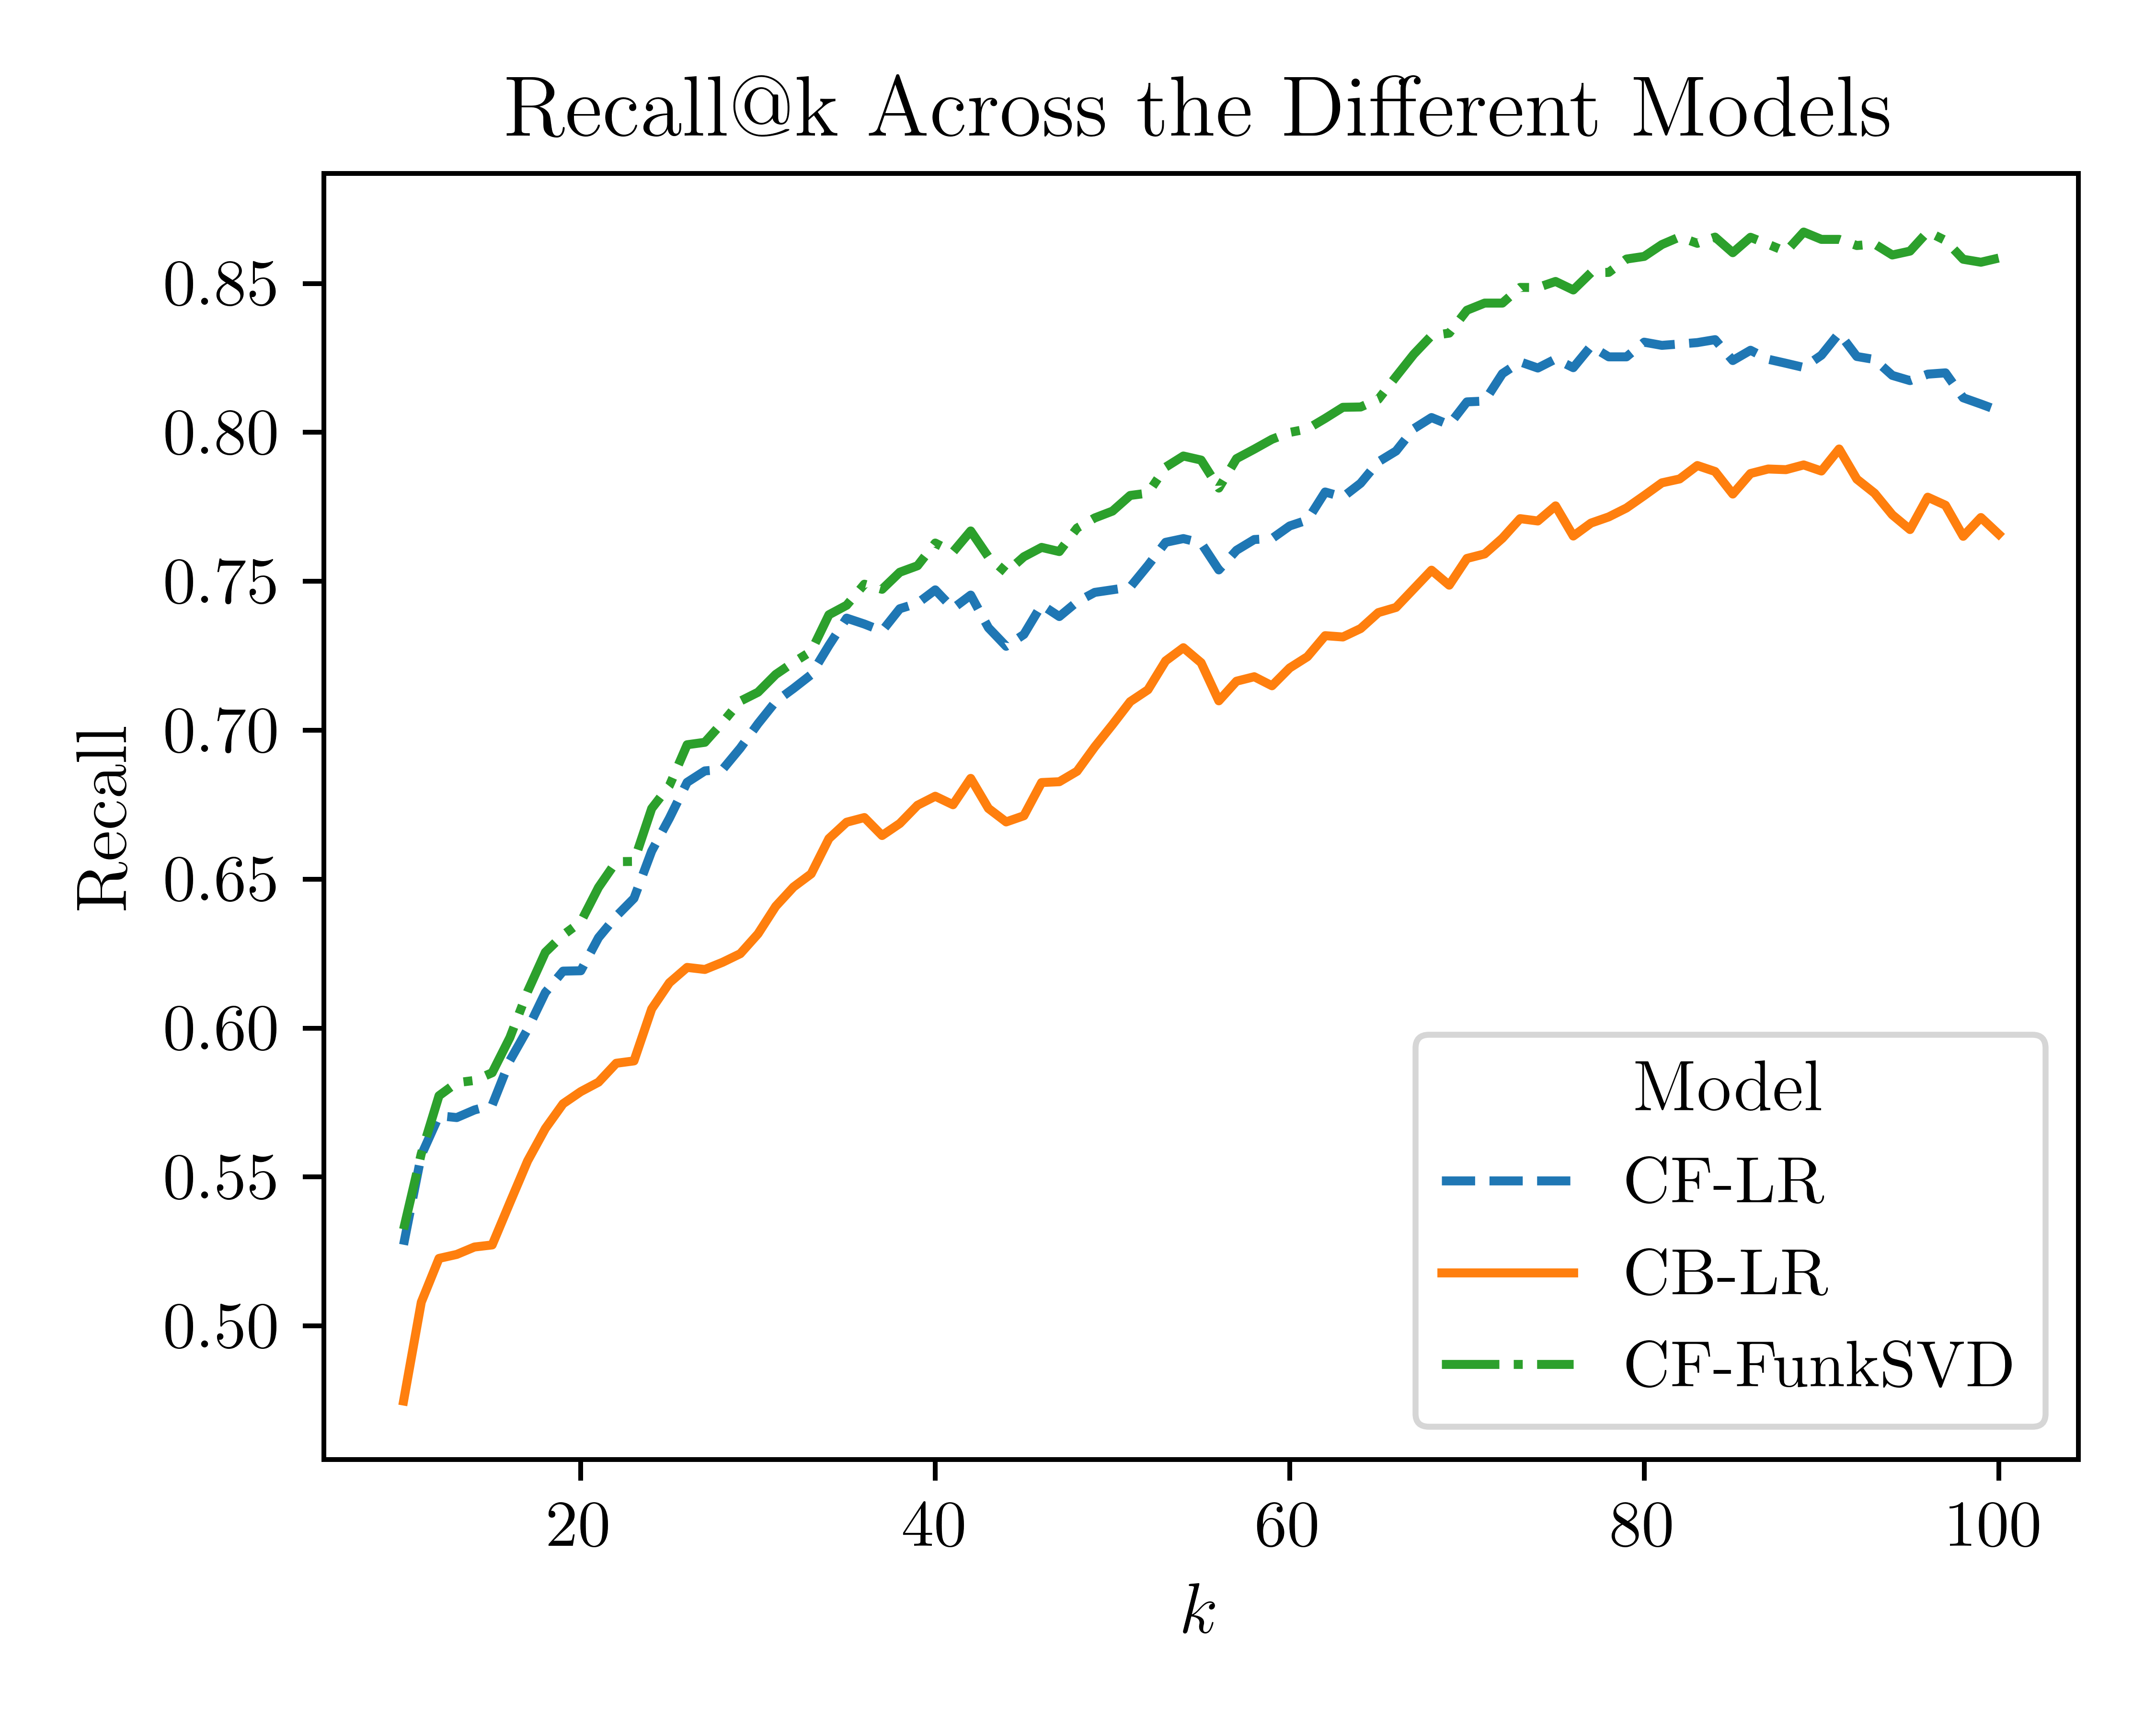 Recall@k Across the Different Models
Recall
0.85
0.80
0.75
0.70
0.65
0.60
0.55
0.50
Model
CF-LR
CB-LR
CF-FunkSVD
20 40 60 80 100
k